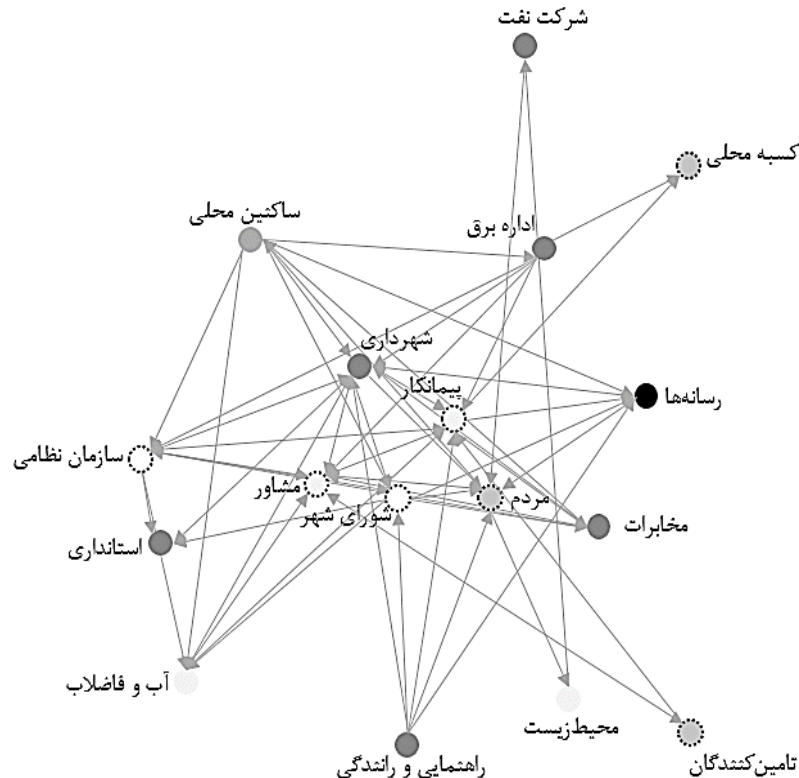 شرکت نفت
کسبه محلی
ساکنین محلی
اداره برق
شهرداری
پیمانکار
رسانه‌ها
سازمان نظامی
مشاور
شورای شهر
مردم
مخابرات
استانداری
آب و فاضلاب
محیط‌زیست
راهنمایی و رانندگی
تامین‌کنندگان